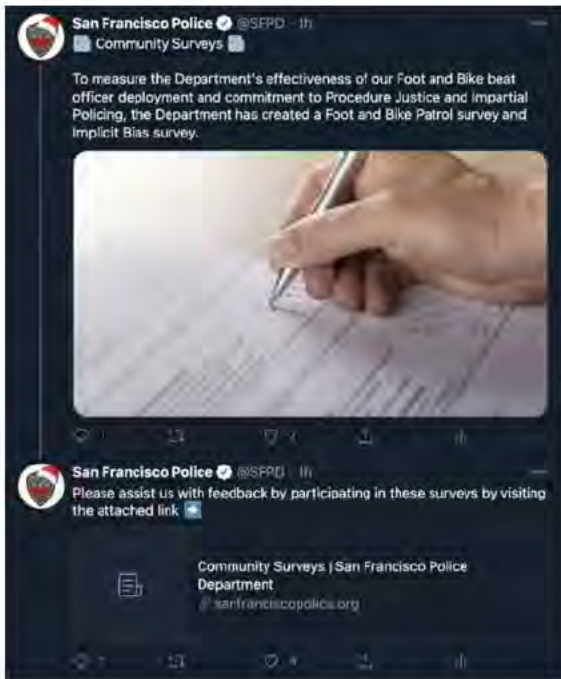 San Francisco Police @SFPD · 1h
Community Surveys
To measure the Department's effectiveness of our Foot and Bike beat
officer deployment and commitment to Procedure Justice and Impartial
Policing, the Department has created a Foot and Bike Patrol survey and
Implicit Bias survey.
San Francisco Police @SFPD · 1h
Please assist us with feedback by participating in these surveys by visiting
the attached link
Community Surveys | San Francisco Police
Department
sanfranciscopolice.org